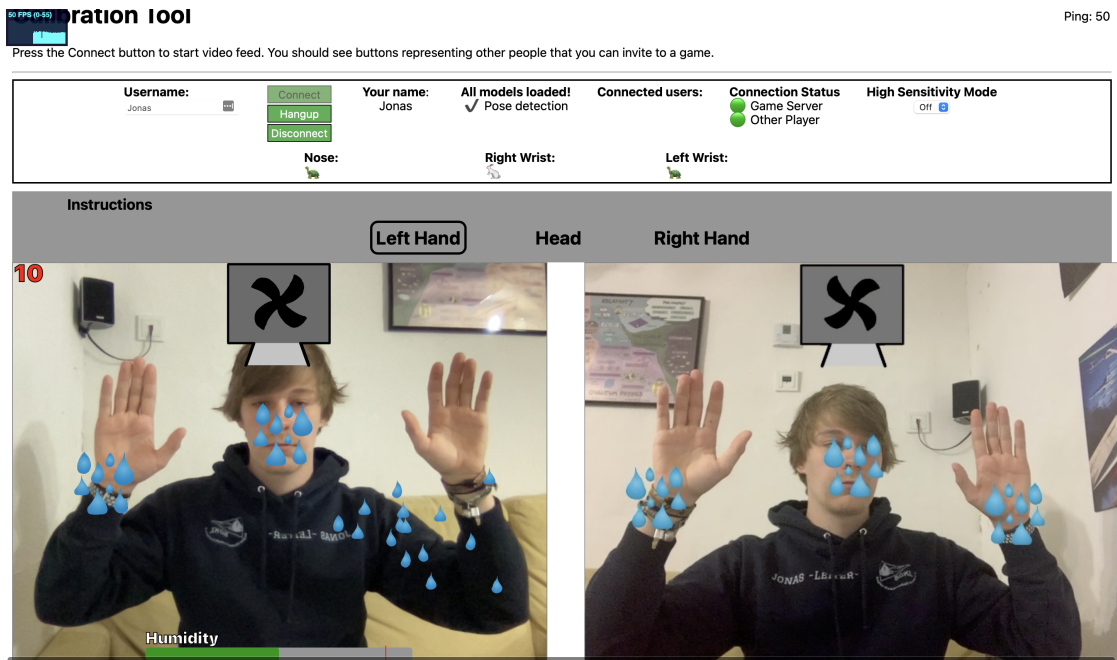 50 FPS (0-55)
bration Tool
Ping: 50
Press the Connect button to start video feed. You should see buttons representing other people that you can invite to a game.
Username:
Jonas
Connect
Hangup
Disconnect
Your name:
Jonas
All models loaded!
Pose detection
Connected users:
Connection Status
Game Server
Other Player
High Sensitivity Mode
Off
Nose:
Right Wrist:
Left Wrist:
Instructions
Left Hand
Head
Right Hand
10
JONAS -LEITER-
JONAS -LEITER-
Humidity